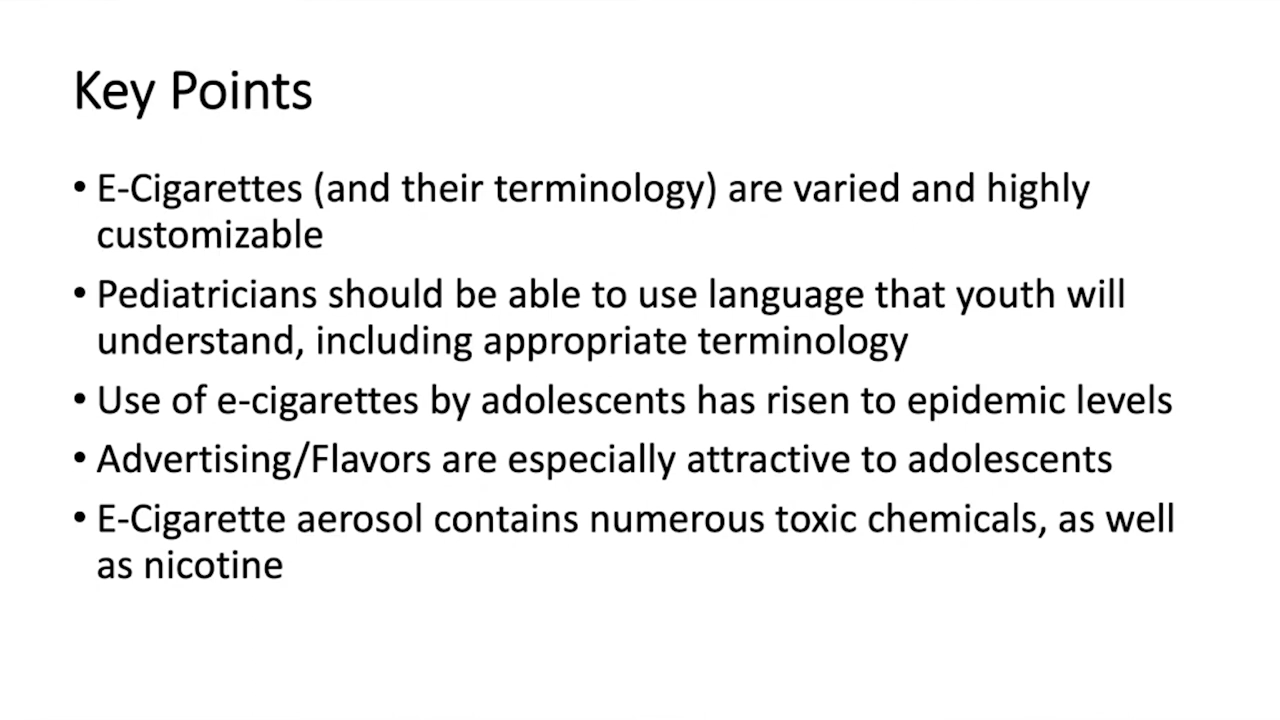 Key Points
• E-Cigarettes (and their terminology) are varied and highly
customizable
• Pediatricians should be able to use language that youth will
understand, including appropriate terminology
• Use of e-cigarettes by adolescents has risen to epidemic levels
• Advertising/Flavors are especially attractive to adolescents
• E-Cigarette aerosol contains numerous toxic chemicals, as well
as nicotine